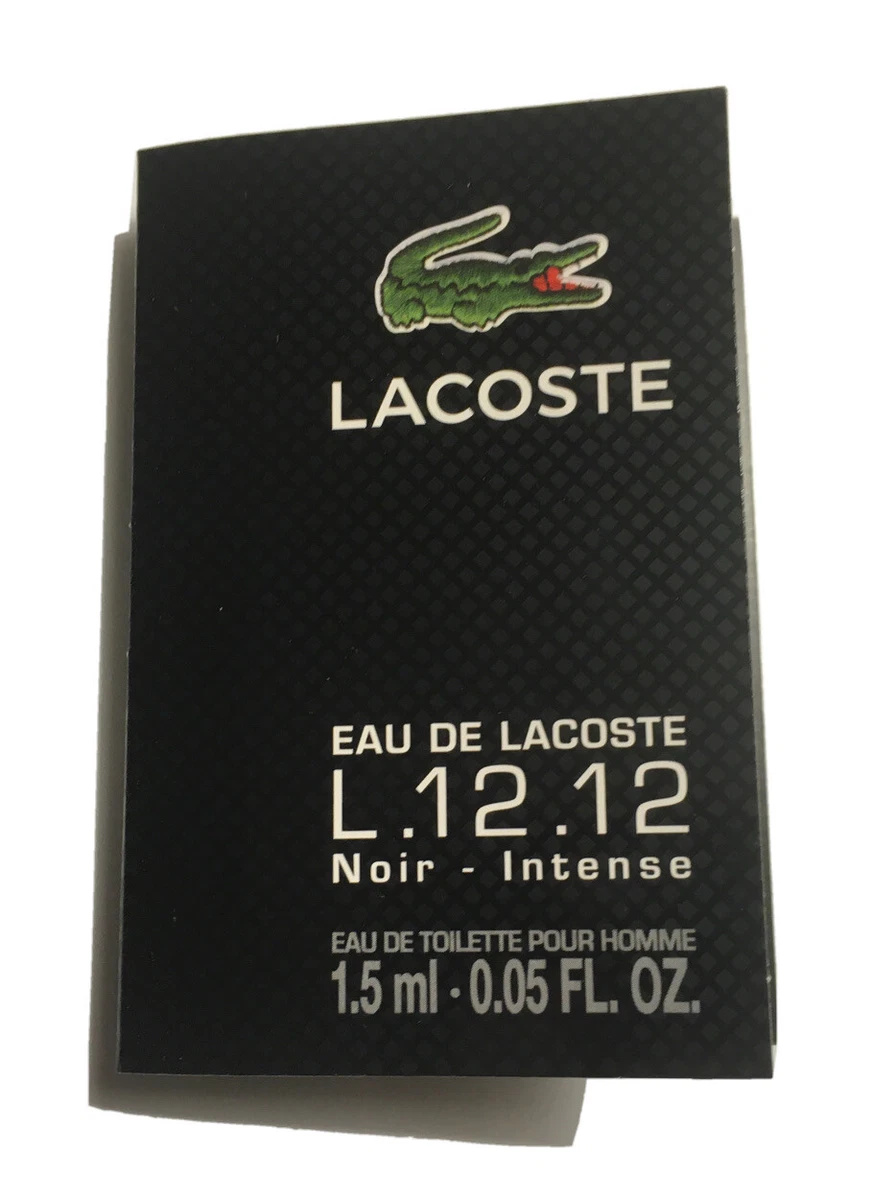 LACOSTE
EAU DE LACOSTE
L.12.12
Noir - Intense
EAU DE TOILETTE POUR HOMME
1.5 ml · 0.05 FL. OZ.